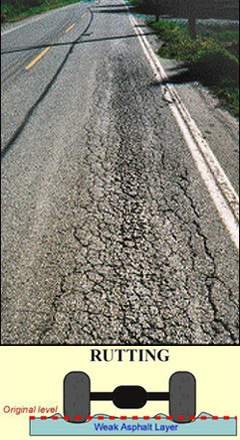 RUTTING
Original level
Weak Asphalt Layer